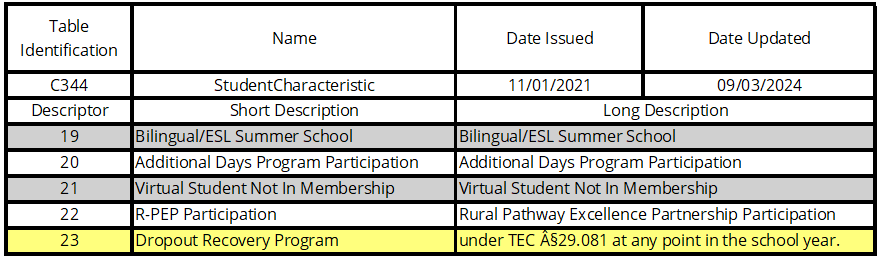 Table Identification Name Date Issued Date Updated
C344 StudentCharacteristic 11/01/2021 09/03/2024
Descriptor Short Description Long Description
19 Bilingual/ESL Summer School Bilingual/ESL Summer School
20 Additional Days Program Participation Additional Days Program Participation
21 Virtual Student Not In Membership Virtual Student Not In Membership
22 R-PEP Participation Rural Pathway Excellence Partnership Participation
23 Dropout Recovery Program under TEC Â§29.081 at any point in the school year.